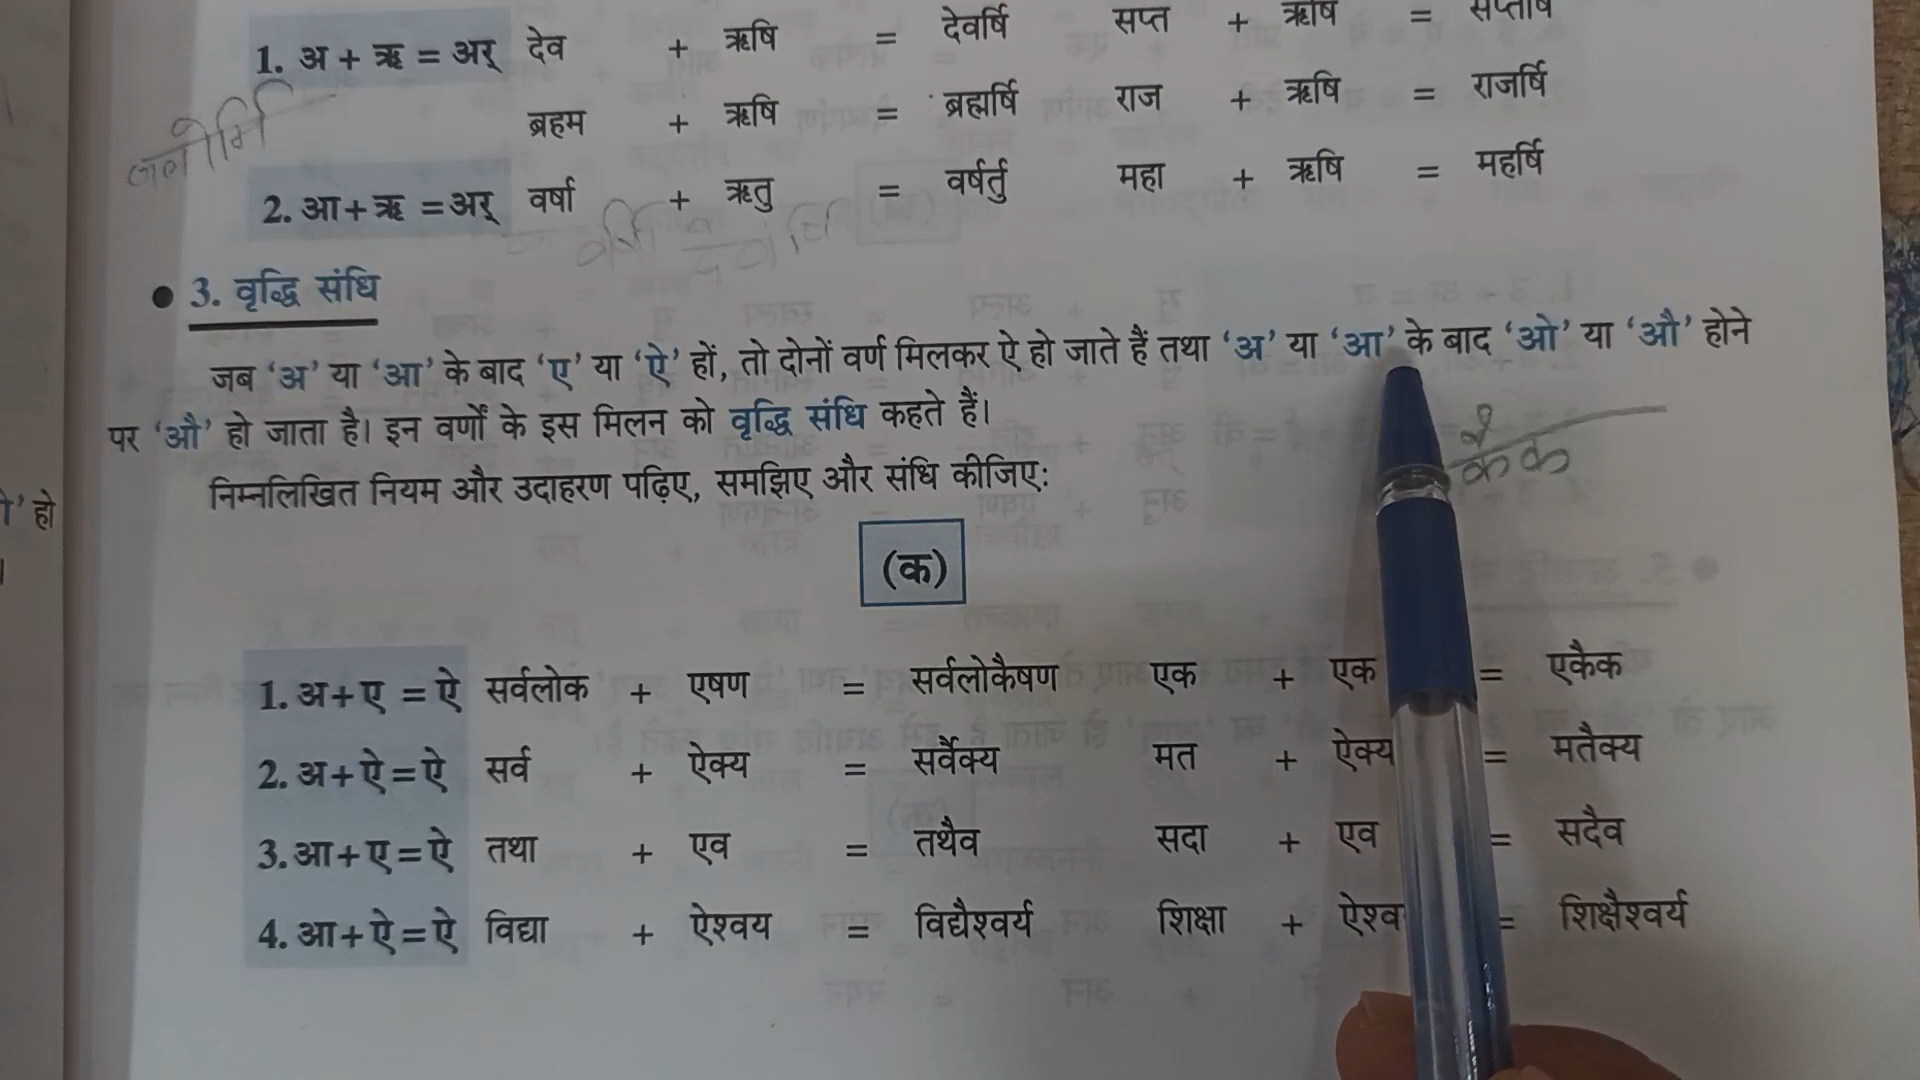 1. अ + ऋ = अर् देव + ऋषि = देवर्षि सप्त + ऋषि = सप्तर्षि
ब्रहम + ऋषि = ब्रह्मर्षि राज + ऋषि = राजर्षि
2. आ + ऋ = अर् वर्षा + ऋतु = वर्षर्तु महा + ऋषि = महर्षि
• 3. वृद्धि संधि
जब ‘अ’ या ‘आ’ के बाद ‘ए’ या ‘ऐ’ हों, तो दोनों वर्ण मिलकर ऐ हो जाते हैं तथा ‘अ’ या ‘आ’ के बाद ‘ओ’ या ‘औ’ होने
पर ‘औ’ हो जाता है। इन वर्णों के इस मिलन को वृद्धि संधि कहते हैं।
निम्नलिखित नियम और उदाहरण पढ़िए, समझिए और संधि कीजिए:
हो
(क)
1. अ + ए = ऐ सर्वलोक + एषण = सर्वलोकैषण एक + एक = एकैक
2. अ + ऐ = ऐ सर्व + ऐक्य = सर्वैक्य मत + ऐक्य = मतैक्य
3. आ + ए = ऐ तथा + एव = तथैव सदा + एव = सदैव
4. आ + ऐ = ऐ विद्या + ऐश्वय = विद्यैश्वर्य शिक्षा + ऐश्व = शिक्षैश्वर्य